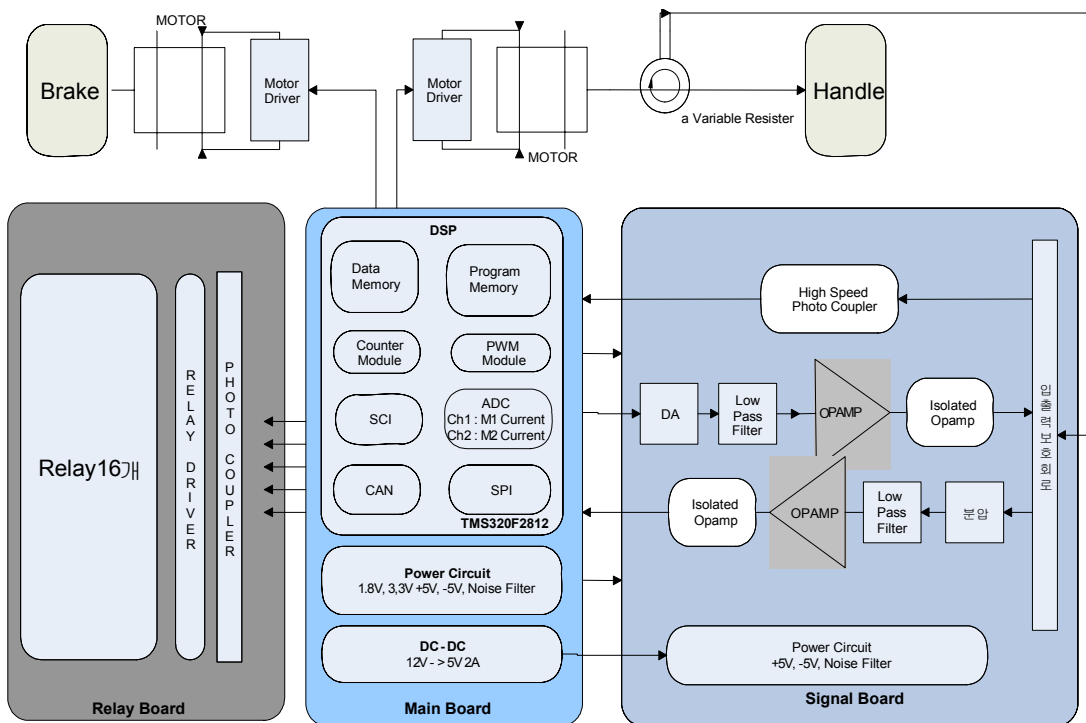 MOTOR
Brake
Motor
Driver
Motor
Driver
MOTOR
a Variable Resister
Handle
Relay16개
RELAY DRIVER
PHOTO COUPLER
Relay Board
DSP
Data
Memory
Program
Memory
Counter
Module
PWM
Module
SCI
ADC
Ch1 : M1 Current
Ch2 : M2 Current
CAN
SPI
TMS320F2812
Power Circuit
1.8V, 3,3V +5V, -5V, Noise Filter
DC - DC
12V - > 5V 2A
Main Board
High Speed
Photo Coupler
DA
Low
Pass
Filter
OPAMP
Isolated
Opamp
Isolated
Opamp
OPAMP
Low
Pass
Filter
분압
입출력보호회로
Power Circuit
+5V, -5V, Noise Filter
Signal Board